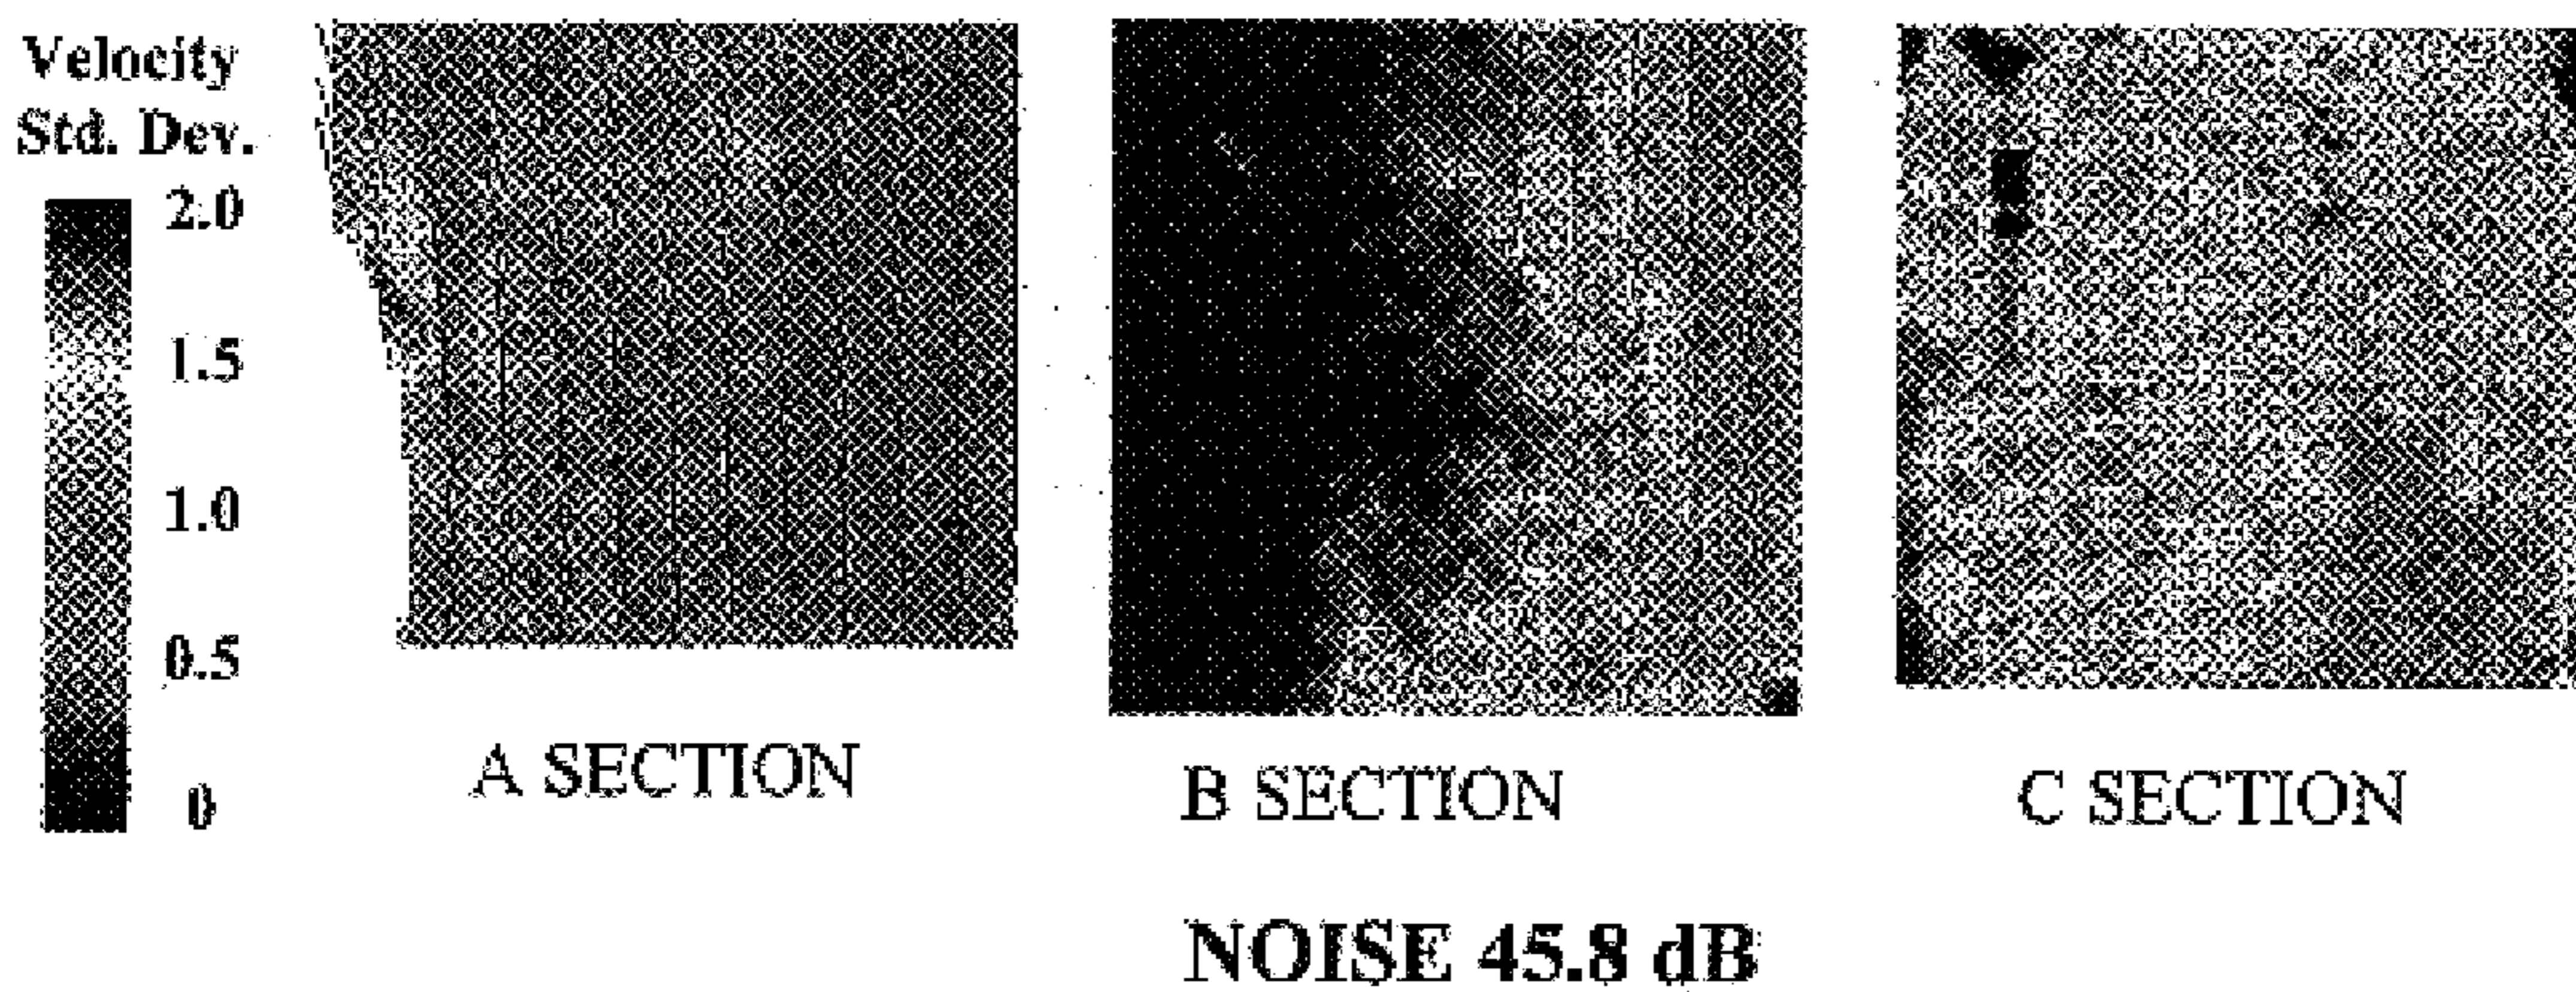 Velocity
Std. Dev.
2.0
1.5
1.0
0.5
0
A SECTION
B SECTION
C SECTION
NOISE 45.8 dB